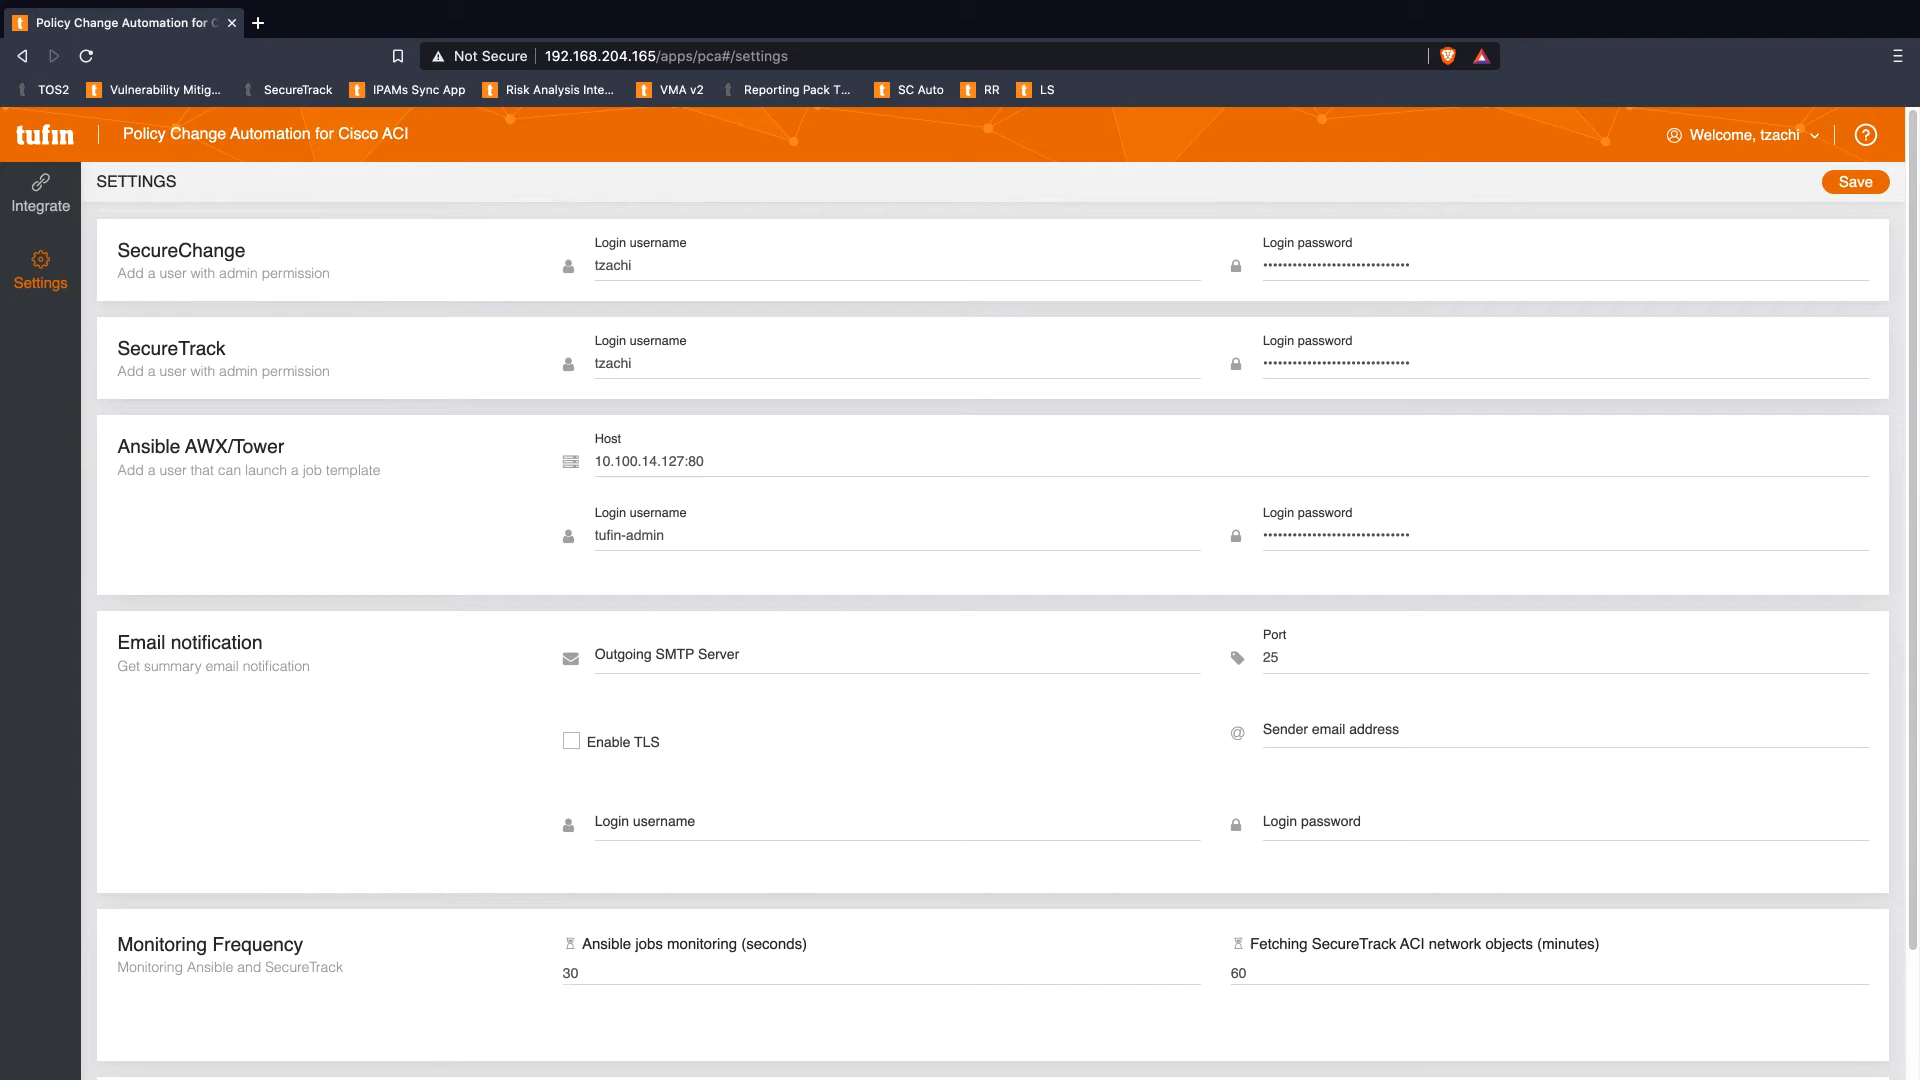 Policy Change Automation for C
Not Secure 192.168.204.165/apps/pca#/settings
TOS2 Vulnerability Mitig... SecureTrack IPAMs Sync App Risk Analysis Inte... VMA v2 Reporting Pack T... SC Auto RR LS
tufin Policy Change Automation for Cisco ACI Welcome, tzachi
Integrate
Settings
SETTINGS Save
SecureChange
Add a user with admin permission
Login username
tzachi
Login password
••••••••••••••••••••••••••••••
SecureTrack
Add a user with admin permission
Login username
tzachi
Login password
••••••••••••••••••••••••••••••
Ansible AWX/Tower
Add a user that can launch a job template
Host
10.100.14.127:80
Login username
tufin-admin
Login password
••••••••••••••••••••••••••••••
Email notification
Get summary email notification
Outgoing SMTP Server
Port
25
Enable TLS
@ Sender email address
Login username
Login password
Monitoring Frequency
Monitoring Ansible and SecureTrack
Ansible jobs monitoring (seconds)
30
Fetching SecureTrack ACI network objects (minutes)
60